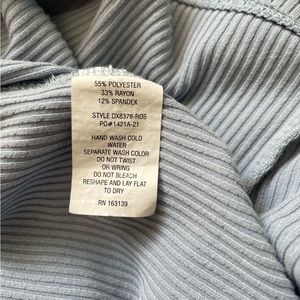 55% POLYESTER
33% RAYON
12% SPANDEX
STYLE DX8378-R05
PO#1421A-21
HAND WASH COLD
WATER
SEPARATE WASH COLOR
DO NOT TWIST
OR WRING
DO NOT BLEACH
RESHAPE AND LAY FLAT
TO DRY
RN 163139